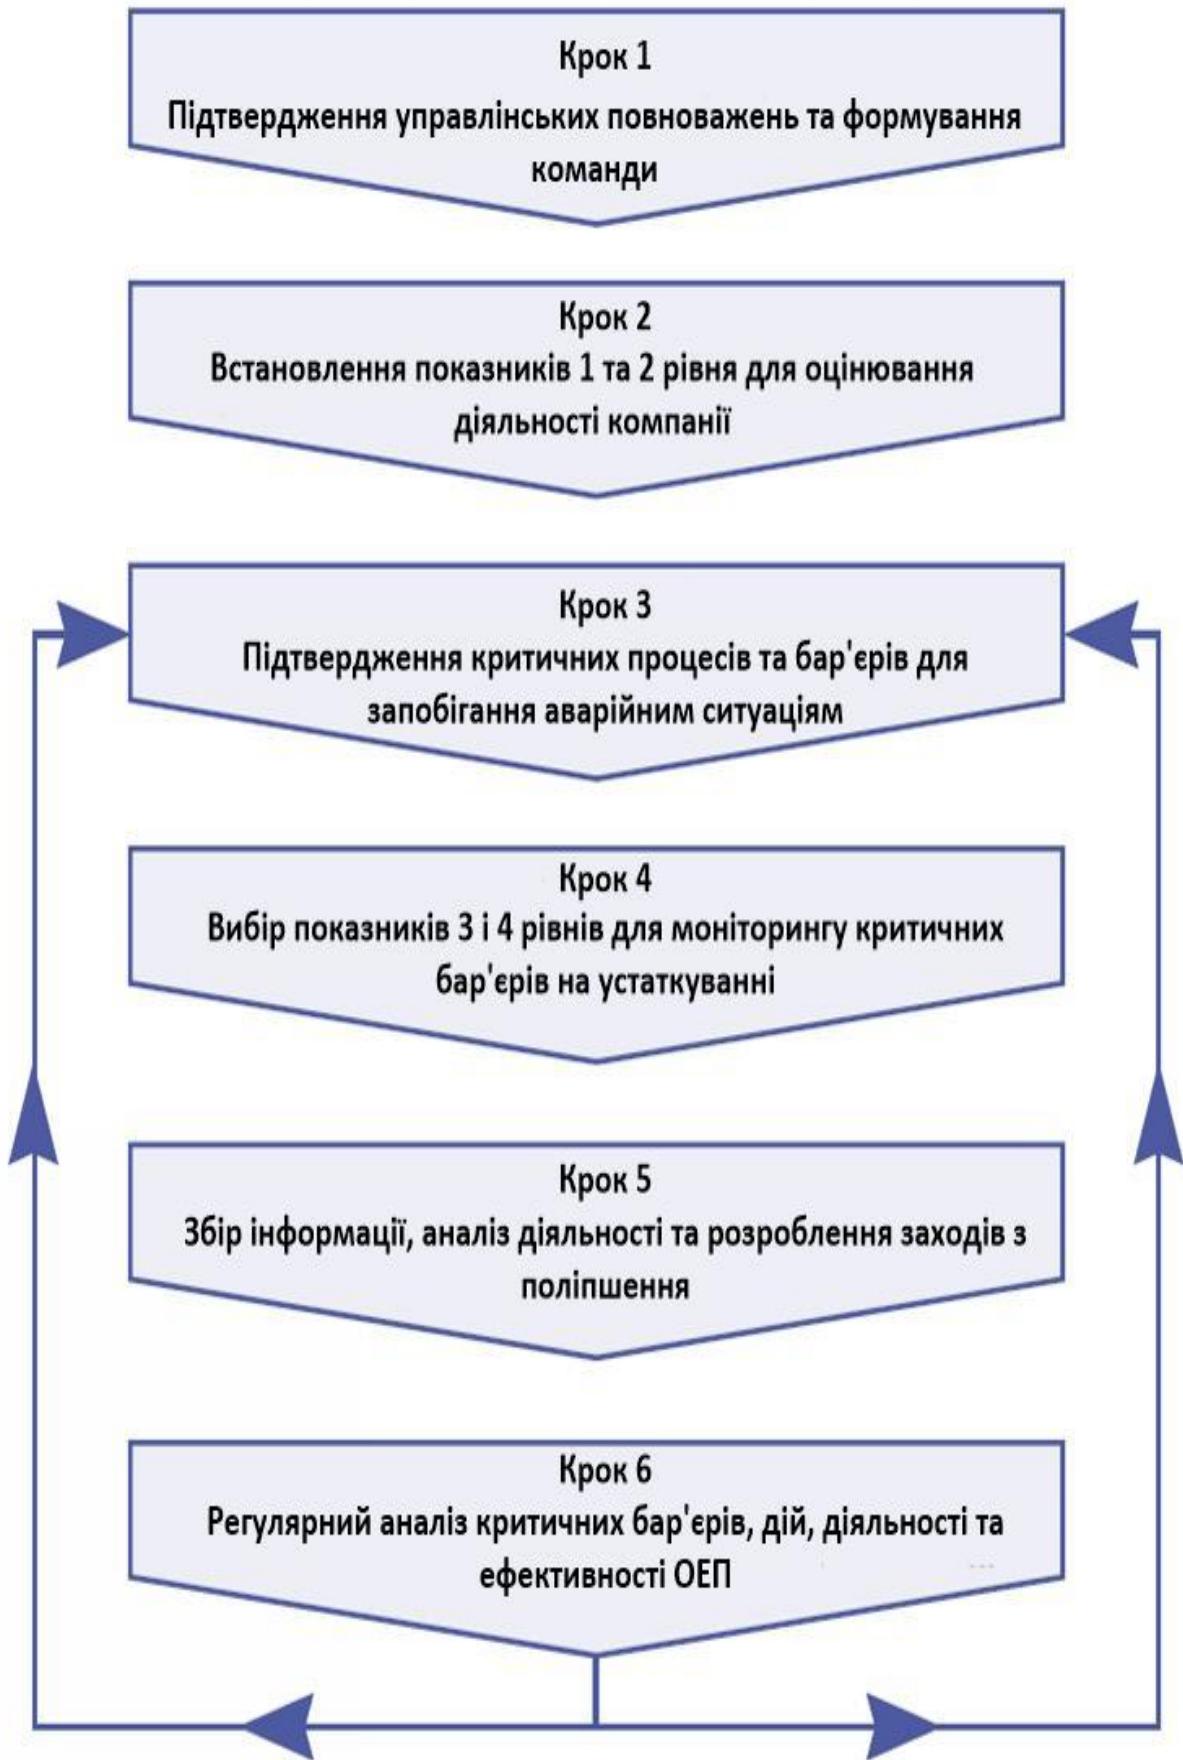 Крок 1
Підтвердження управлінських повноважень та формування
команди
Крок 2
Встановлення показників 1 та 2 рівня для оцінювання
діяльності компанії
Крок 3
Підтвердження критичних процесів та бар'єрів для
запобігання аварійним ситуаціям
Крок 4
Вибір показників 3 і 4 рівнів для моніторингу критичних
бар'єрів на устаткуванні
Крок 5
Збір інформації, аналіз діяльності та розроблення заходів з
поліпшення
Крок 6
Регулярний аналіз критичних бар'єрів, дій, діяльності та
ефективності ОЕП